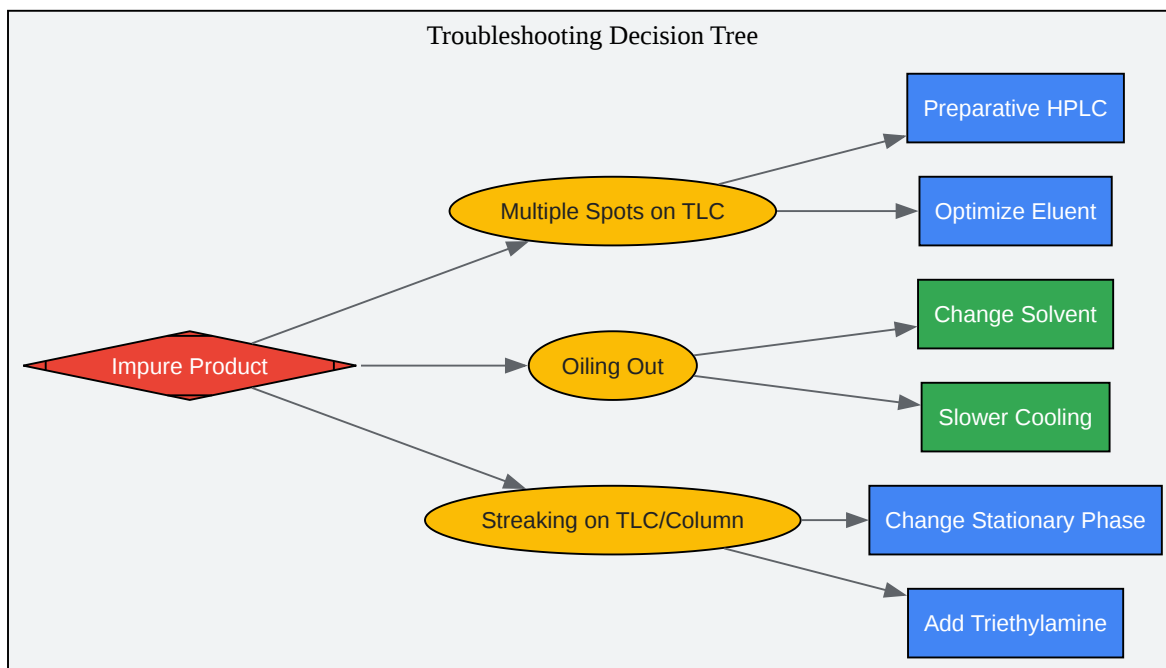 Troubleshooting Decision Tree
Preparative HPLC
Multiple Spots on TLC
Optimize Eluent
Change Solvent
Impure Product
Oiling Out
Slower Cooling
Streaking on TLC/Column
Change Stationary Phase
Add Triethylamine